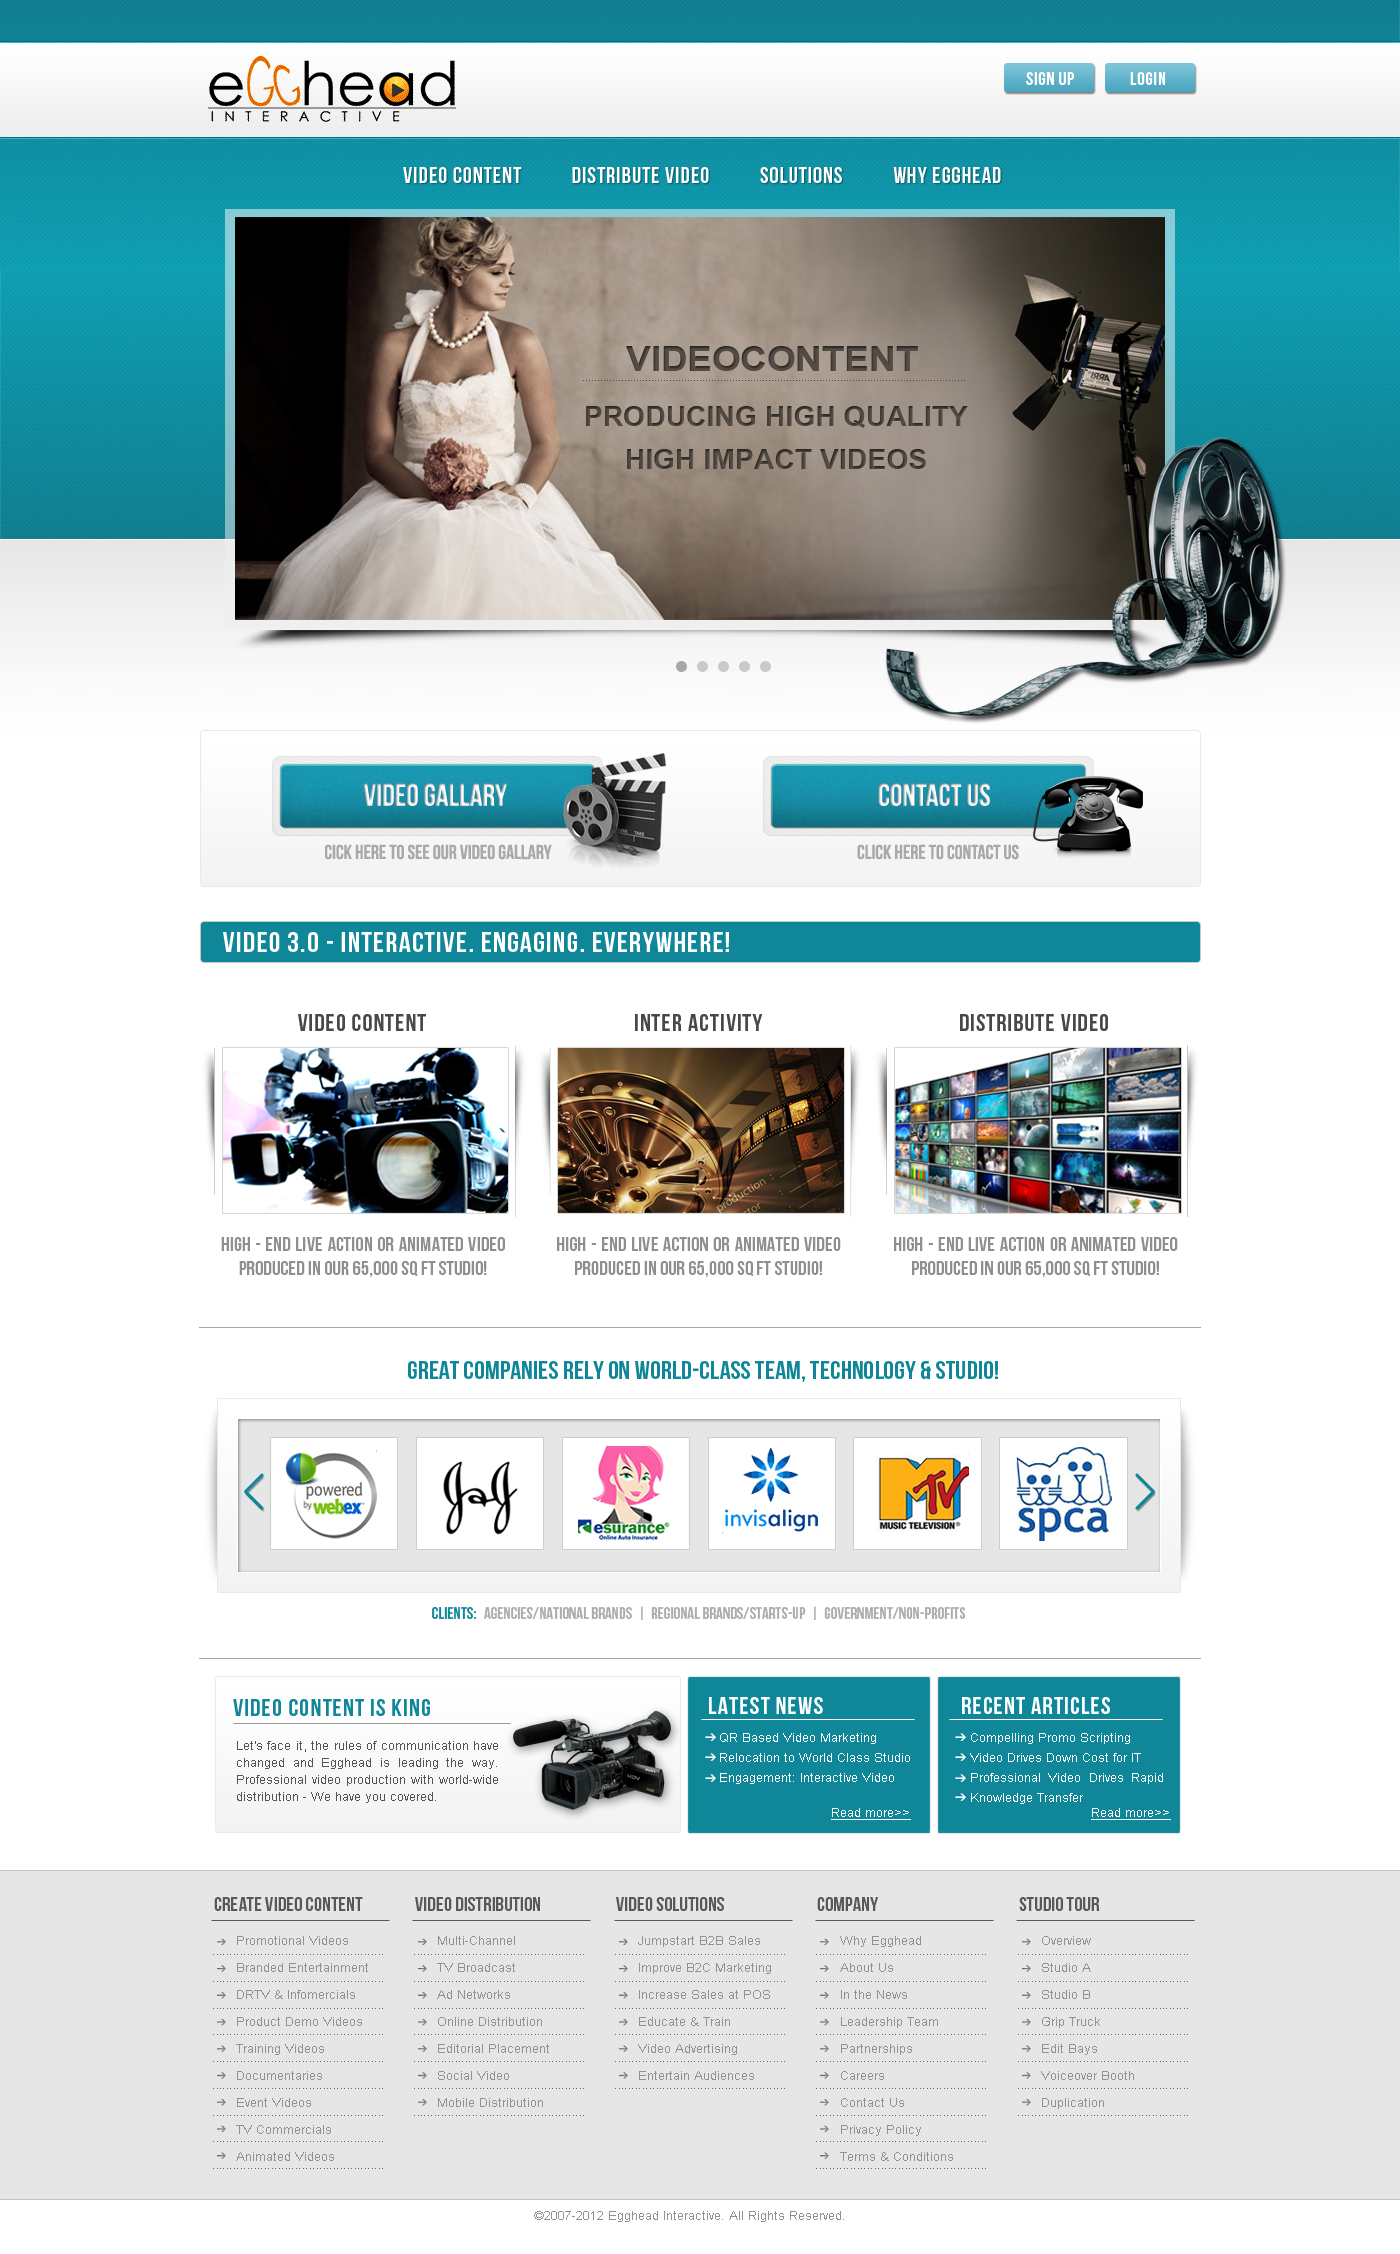 egghead
INTERACTIVE
SIGN UP
LOGIN
VIDEO CONTENT
DISTRIBUTE VIDEO
SOLUTIONS
WHY EGGHEAD
VIDEOCONTENT
PRODUCING HIGH QUALITY
HIGH IMPACT VIDEOS
ARRI
VIDEO GALLARY
CICK HERE TO SEE OUR VIDEO GALLARY
CONTACT US
CLICK HERE TO CONTACT US
VIDEO 3.0 - INTERACTIVE. ENGAGING. EVERYWHERE!
VIDEO CONTENT
INTER ACTIVITY
DISTRIBUTE VIDEO
production
HIGH - END LIVE ACTION OR ANIMATED VIDEO
PRODUCED IN OUR 65,000 SQ FT STUDIO!
HIGH - END LIVE ACTION OR ANIMATED VIDEO
PRODUCED IN OUR 65,000 SQ FT STUDIO!
HIGH - END LIVE ACTION OR ANIMATED VIDEO
PRODUCED IN OUR 65,000 SQ FT STUDIO!
GREAT COMPANIES RELY ON WORLD-CLASS TEAM, TECHNOLOGY & STUDIO!
powered
by webex
J&J
esurance®
Online Auto Insurance
invisalign
MTV
MUSIC TELEVISION®
spca
CLIENTS: AGENCIES/NATIONAL BRANDS | REGIONAL BRANDS/STARTS-UP | GOVERNMENT/NON-PROFITS
VIDEO CONTENT IS KING
Let's face it, the rules of communication have
changed and Egghead is leading the way.
Professional video production with world-wide
distribution - We have you covered.
LATEST NEWS
QR Based Video Marketing
Relocation to World Class Studio
Engagement: Interactive Video
Read more>>
RECENT ARTICLES
Compelling Promo Scripting
Video Drives Down Cost for IT
Professional Video Drives Rapid
Knowledge Transfer
Read more>>
CREATE VIDEO CONTENT
Promotional Videos
Branded Entertainment
DRTV & Infomercials
Product Demo Videos
Training Videos
Documentaries
Event Videos
TV Commercials
Animated Videos
VIDEO DISTRIBUTION
Multi-Channel
TV Broadcast
Ad Networks
Online Distribution
Editorial Placement
Social Video
Mobile Distribution
VIDEO SOLUTIONS
Jumpstart B2B Sales
Improve B2C Marketing
Increase Sales at POS
Educate & Train
Video Advertising
Entertain Audiences
COMPANY
Why Egghead
About Us
In the News
Leadership Team
Partnerships
Careers
Contact Us
Privacy Policy
Terms & Conditions
STUDIO TOUR
Overview
Studio A
Studio B
Grip Truck
Edit Bays
Voiceover Booth
Duplication
©2007-2012 Egghead Interactive. All Rights Reserved.